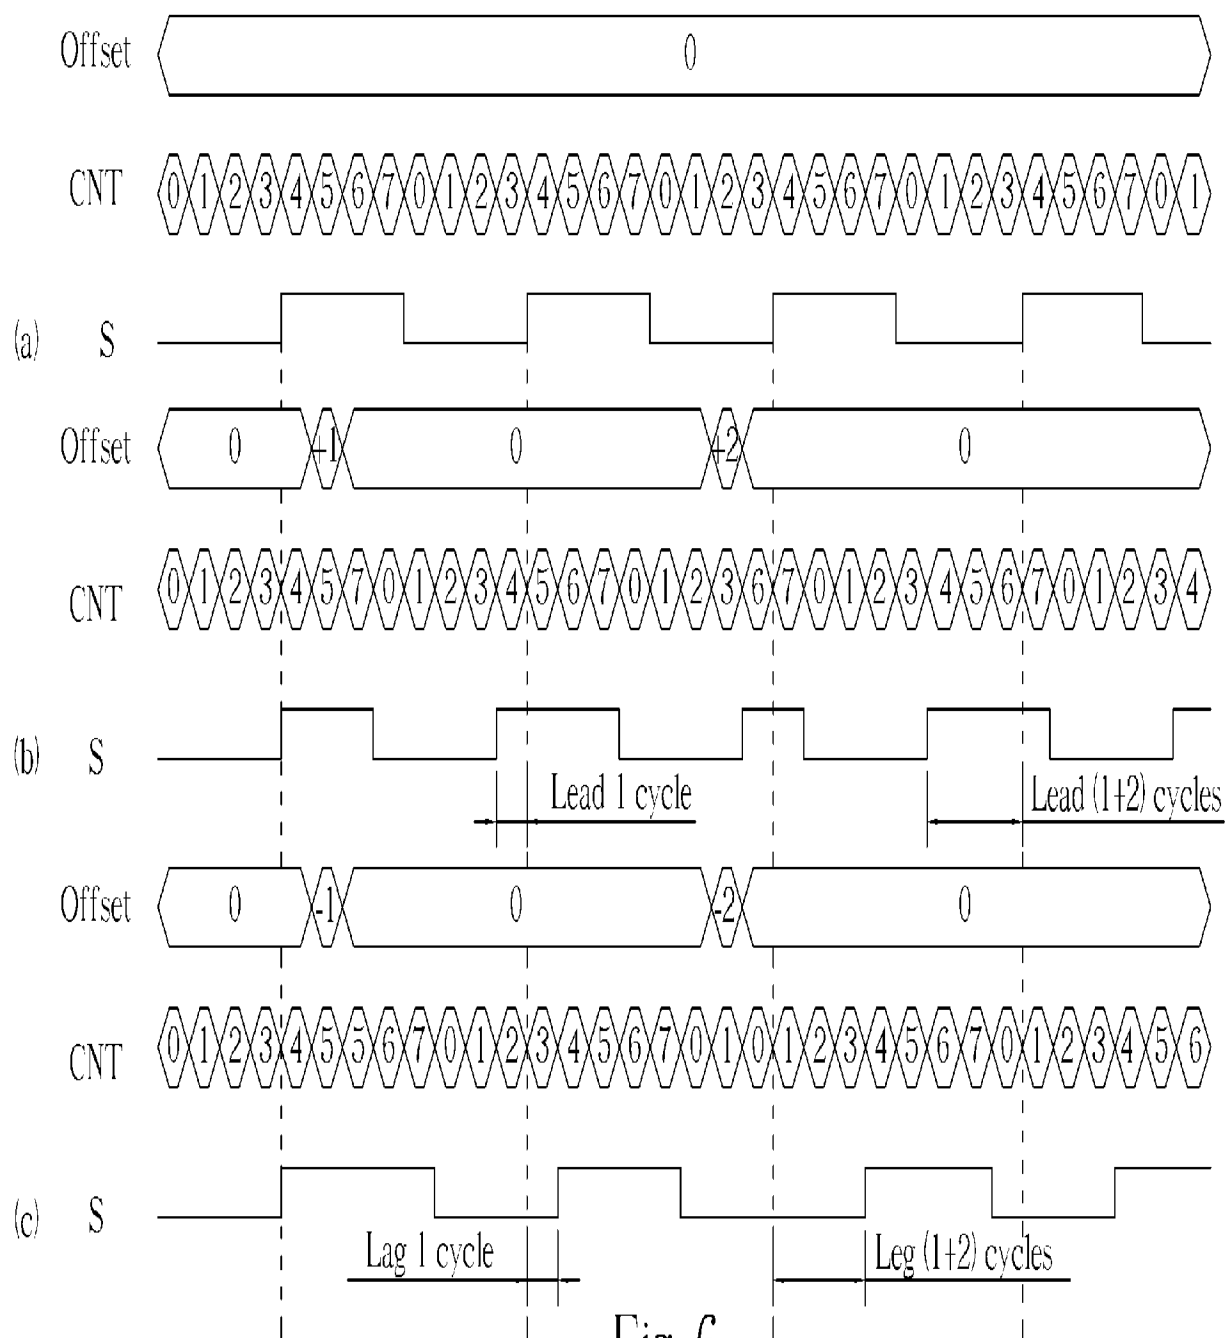 Offset 0
CNT 0 1 2 3 4 5 6 7 0 1 2 3 4 5 6 7 0 1 2 3 4 5 6 7 0 1 2 3 4 5 6 7 0 1
(a) S
Offset 0 +1 0 +2 0
CNT 0 1 2 3 4 5 7 0 1 2 3 4 5 6 7 0 1 2 3 6 7 0 1 2 3 4 5 6 7 0 1 2 3 4
(b) S
Lead 1 cycle Lead (1+2) cycles
Offset 0 -1 0 -2 0
CNT 0 1 2 3 4 5 5 6 7 0 1 2 3 4 5 6 7 0 1 0 1 2 3 4 5 6 7 0 1 2 3 4 5 6
(c) S
Lag 1 cycle Leg (1+2) cycles